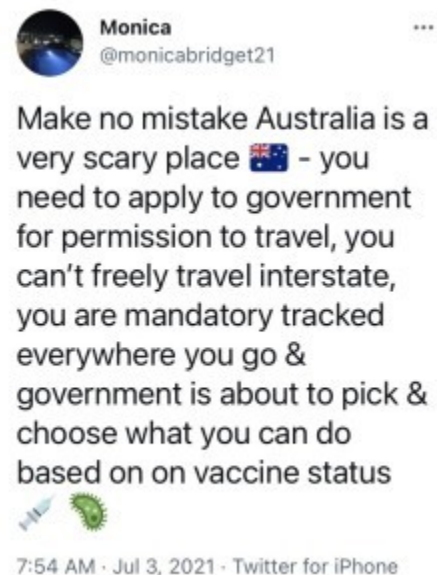 Monica
@monicabridget21
Make no mistake Australia is a
very scary place 🇦🇺 - you
need to apply to government
for permission to travel, you
can't freely travel interstate,
you are mandatory tracked
everywhere you go &
government is about to pick &
choose what you can do
based on on vaccine status
💉 🦠
7:54 AM · Jul 3, 2021 · Twitter for iPhone